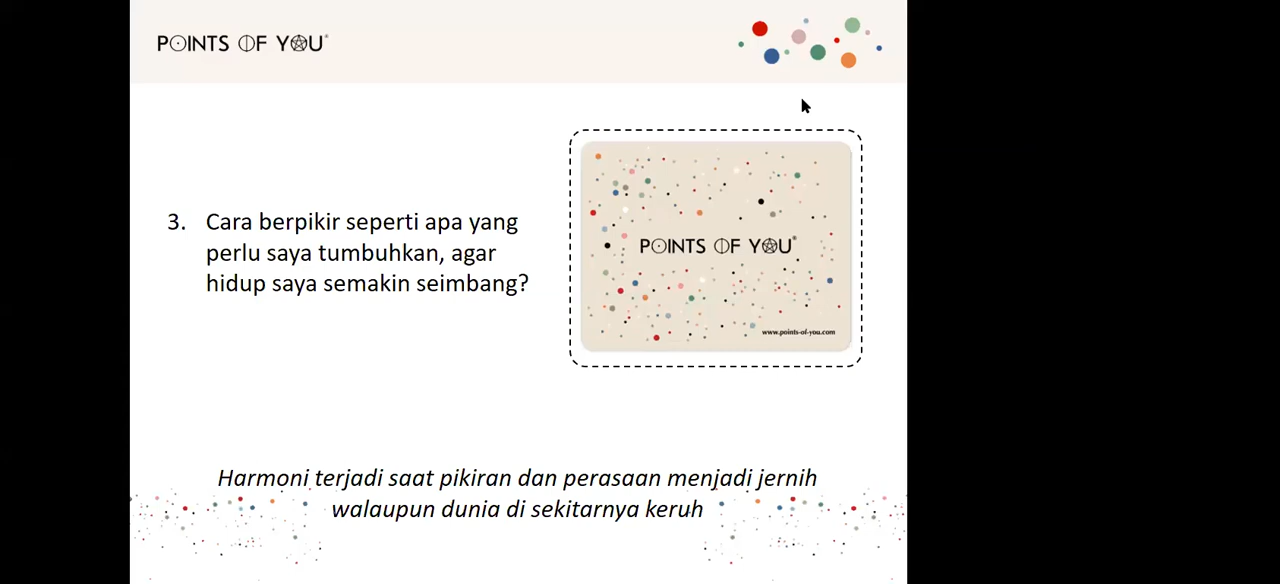 POINTS OF YOU®
3. Cara berpikir seperti apa yang
perlu saya tumbuhkan, agar
hidup saya semakin seimbang?
POINTS OF YOU®
www.points-of-you.com
Harmoni terjadi saat pikiran dan perasaan menjadi jernih
walaupun dunia di sekitarnya keruh